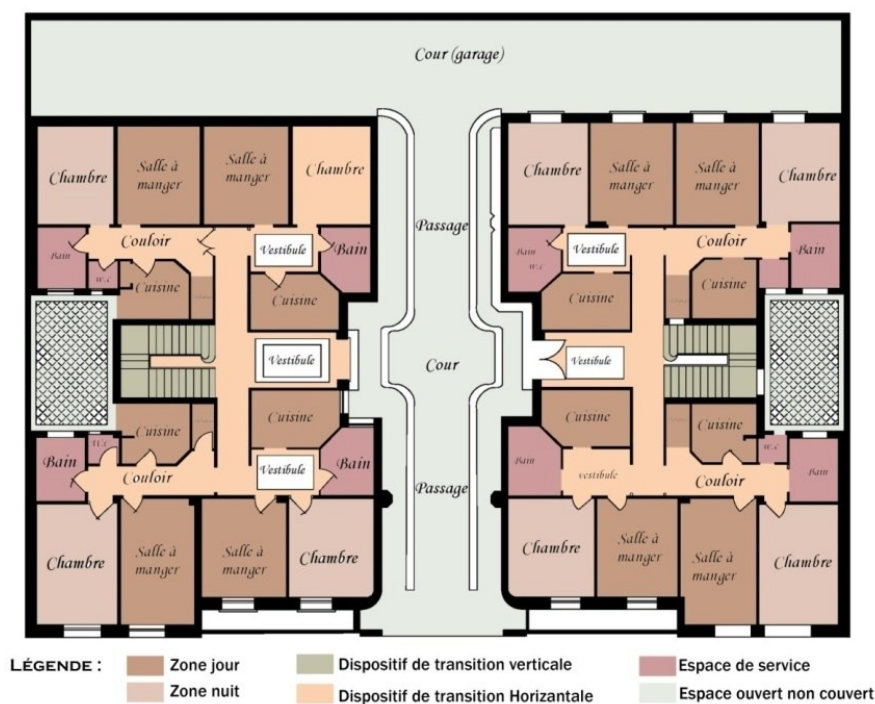 Cour (garage)
Chambre
Salle à
manger
Salle à
manger
Chambre
Chambre
Salle à
manger
Salle à
manger
Chambre
Passage
Couloir
Vestibule
Bain
Bain
W.C
Cuisine
Cuisine
Vestibule
Couloir
Bain
W.C
Bain
Cuisine
Cuisine
Vestibule
Cour
Vestibule
Cuisine
Cuisine
Cuisine
Cuisine
W.C
Bain
Couloir
Vestibule
Bain
Passage
Bain
vestibule
Couloir
W.C
Bain
Chambre
Salle à
manger
Salle à
manger
Chambre
Chambre
Salle à
manger
Salle à
manger
Chambre
LÉGENDE :
Zone jour
Dispositif de transition verticale
Espace de service
Zone nuit
Dispositif de transition Horizantale
Espace ouvert non couvert